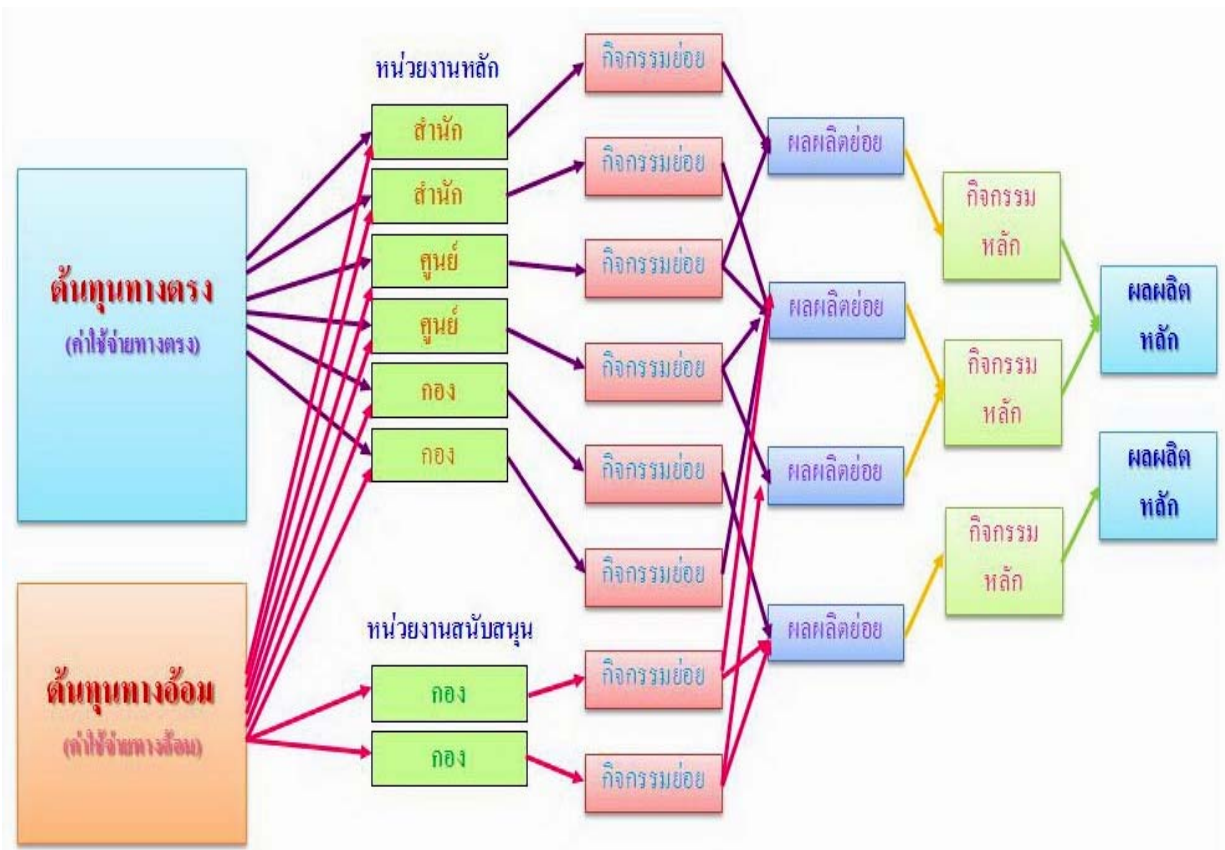 ต้นทุนทางตรง
(ค่าใช้จ่ายทางตรง)
ต้นทุนทางอ้อม
(ค่าใช้จ่ายทางอ้อม)
หน่วยงานหลัก
สำนัก
สำนัก
ศูนย์
ศูนย์
กอง
กอง
หน่วยงานสนับสนุน
กอง
กอง
กิจกรรมย่อย
กิจกรรมย่อย
กิจกรรมย่อย
กิจกรรมย่อย
กิจกรรมย่อย
กิจกรรมย่อย
กิจกรรมย่อย
กิจกรรมย่อย
ผลผลิตย่อย
ผลผลิตย่อย
ผลผลิตย่อย
ผลผลิตย่อย
กิจกรรม
หลัก
กิจกรรม
หลัก
กิจกรรม
หลัก
ผลผลิต
หลัก
ผลผลิต
หลัก